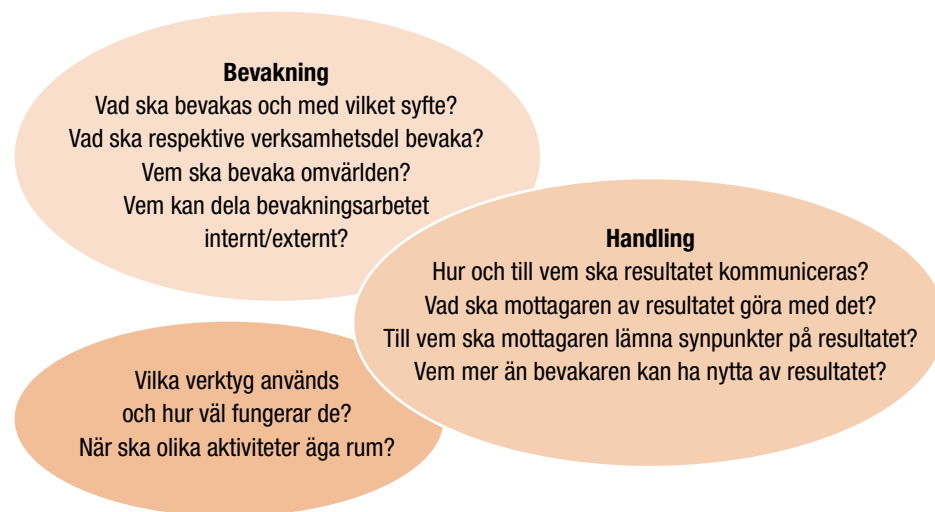 Bevakning
Vad ska bevakas och med vilket syfte?
Vad ska respektive verksamhetsdel bevaka?
Vem ska bevaka omvärlden?
Vem kan dela bevakningsarbetet
internt/externt?
Handling
Hur och till vem ska resultatet kommuniceras?
Vad ska mottagaren av resultatet göra med det?
Till vem ska mottagaren lämna synpunkter på resultatet?
Vem mer än bevakaren kan ha nytta av resultatet?
Vilka verktyg används
och hur väl fungerar de?
När ska olika aktiviteter äga rum?